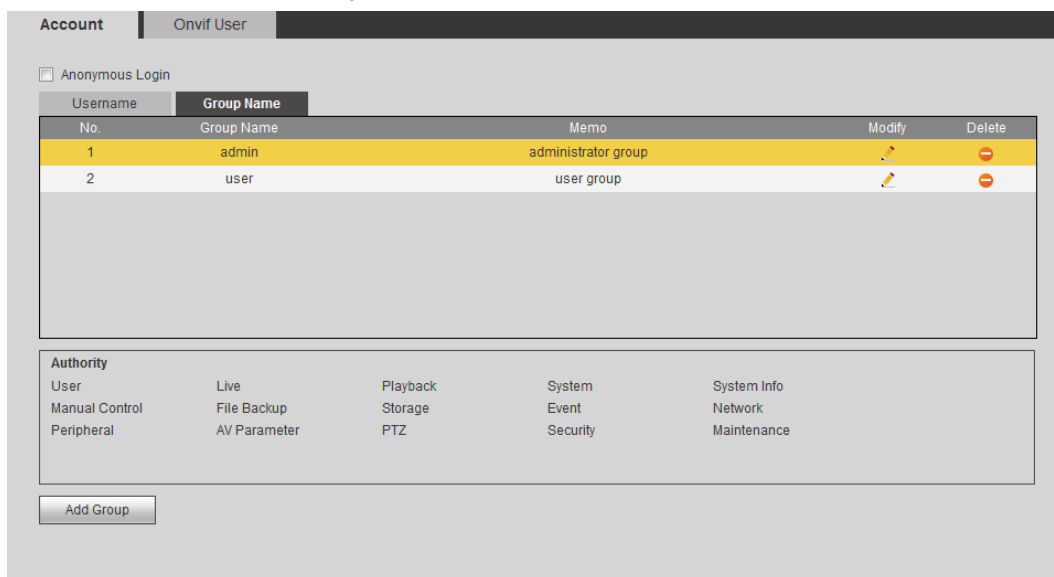 Account Onvif User
Anonymous Login
Username Group Name
No. Group Name Memo Modify Delete
1 admin administrator group
2 user user group
Authority
User Live Playback System System Info
Manual Control File Backup Storage Event Network
Peripheral AV Parameter PTZ Security Maintenance
Add Group